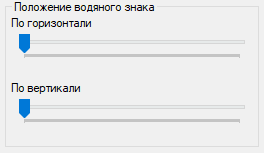 Положение водяного знака
По горизонтали
По вертикали